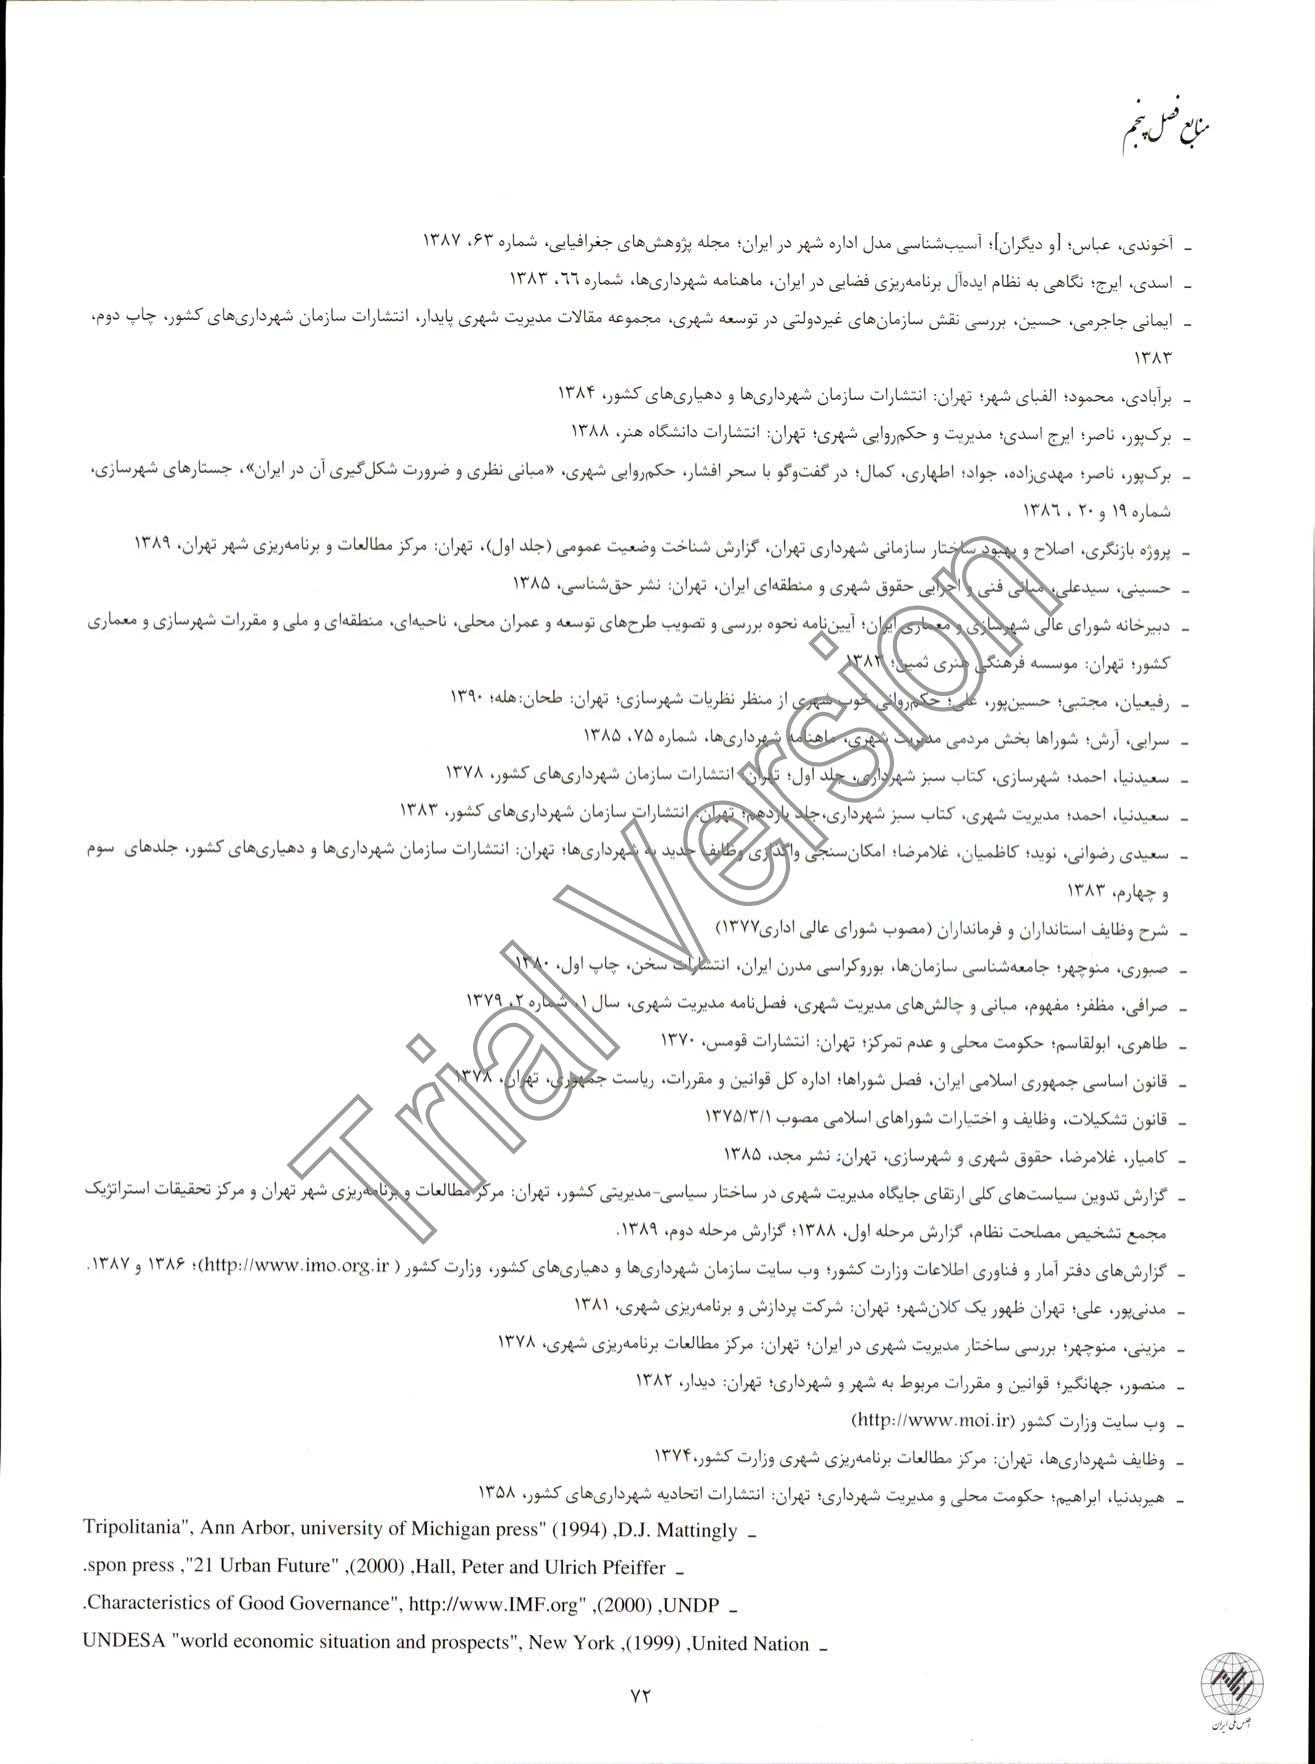 منابع فصل پنجم
ـ آخوندی، عباس؛ [و دیگران]؛ آسیب‌شناسی مدل اداره شهر در ایران؛ مجله پژوهش‌های جغرافیایی، شماره ۶۳، ۱۳۸۷
ـ اسدی، ایرج؛ نگاهی به نظام ایده‌آل برنامه‌ریزی فضایی در ایران، ماهنامه شهرداری‌ها، شماره ۶۶، ۱۳۸۳
ـ ایمانی جاجرمی، حسین، بررسی نقش سازمان‌های غیردولتی در توسعه شهری، مجموعه مقالات مدیریت شهری پایدار، انتشارات سازمان شهرداری‌های کشور، چاپ دوم،
۱۳۸۳
ـ برآبادی، محمود؛ الفبای شهر؛ تهران: انتشارات سازمان شهرداری‌ها و دهیاری‌های کشور، ۱۳۸۴
ـ برک‌پور، ناصر؛ ایرج اسدی؛ مدیریت و حکم‌روایی شهری؛ تهران: انتشارات دانشگاه هنر، ۱۳۸۸
ـ برک‌پور، ناصر؛ مهدی‌زاده، جواد؛ اطهاری، کمال؛ در گفت‌وگو با سحر افشار، حکم‌روایی شهری، «مبانی نظری و ضرورت شکل‌گیری آن در ایران»، جستارهای شهرسازی،
شماره ۱۹ و ۲۰ ، ۱۳۸۶
ـ پروژه بازنگری، اصلاح و بهبود ساختار سازمانی شهرداری تهران، گزارش شناخت وضعیت عمومی (جلد اول)، تهران: مرکز مطالعات و برنامه‌ریزی شهر تهران، ۱۳۸۹
ـ حسینی، سیدعلی، مبانی فنی و اجرایی حقوق شهری و منطقه‌ای ایران، تهران: نشر حق‌شناسی، ۱۳۸۵
ـ دبیرخانه شورای عالی شهرسازی و معماری ایران؛ آیین‌نامه نحوه بررسی و تصویب طرح‌های توسعه و عمران محلی، ناحیه‌ای، منطقه‌ای و ملی و مقررات شهرسازی و معماری
کشور؛ تهران: موسسه فرهنگی هنری ثمین؛
ـ رفیعیان، مجتبی؛ حسین‌پور، علی؛ حکم‌روائی خوب شهری از منظر نظریات شهرسازی؛ تهران: طحان:هله؛ ۱۳۹۰
ـ سرایی، آرش؛ شوراها بخش مردمی مدیریت شهری، ماهنامه شهرداری‌ها، شماره ۷۵، ۱۳۸۵
ـ سعیدنیا، احمد؛ شهرسازی، کتاب سبز شهرداری، جلد اول؛ تهران: انتشارات سازمان شهرداری‌های کشور، ۱۳۷۸
ـ سعیدنیا، احمد؛ مدیریت شهری، کتاب سبز شهرداری،جلد یازدهم؛ تهران: انتشارات سازمان شهرداری‌های کشور، ۱۳۸۳
ـ سعیدی رضوانی، نوید؛ کاظمیان، غلامرضا؛ امکان‌سنجی واگذاری وظایف جدید به شهرداری‌ها؛ تهران: انتشارات سازمان شهرداری‌ها و دهیاری‌های کشور، جلدهای سوم
و چهارم، ۱۳۸۳
ـ شرح وظایف استانداران و فرمانداران (مصوب شورای عالی اداری۱۳۷۷)
ـ صبوری، منوچهر؛ جامعه‌شناسی سازمان‌ها، بوروکراسی مدرن ایران، انتشارات سخن، چاپ اول، ۱۳۸۰
ـ صرافی، مظفر؛ مفهوم، مبانی و چالش‌های مدیریت شهری، فصل‌نامه مدیریت شهری، سال ۱، شماره ۲، ۱۳۷۹
ـ طاهری، ابولقاسم؛ حکومت محلی و عدم تمرکز؛ تهران: انتشارات قومس، ۱۳۷۰
ـ قانون اساسی جمهوری اسلامی ایران، فصل شوراها؛ اداره کل قوانین و مقررات، ریاست جمهوری، تهران، ۱۳۷۸
ـ قانون تشکیلات، وظایف و اختیارات شوراهای اسلامی مصوب ۱۳۷۵/۳/۱
ـ کامیار، غلامرضا، حقوق شهری و شهرسازی، تهران: نشر مجد، ۱۳۸۵
ـ گزارش تدوین سیاست‌های کلی ارتقای جایگاه مدیریت شهری در ساختار سیاسی-مدیریتی کشور، تهران: مرکز مطالعات و برنامه‌ریزی شهر تهران و مرکز تحقیقات استراتژیک
مجمع تشخیص مصلحت نظام، گزارش مرحله اول، ۱۳۸۸؛ گزارش مرحله دوم، ۱۳۸۹.
ـ گزارش‌های دفتر آمار و فناوری اطلاعات وزارت کشور؛ وب سایت سازمان شهرداری‌ها و دهیاری‌های کشور، وزارت کشور ( http://www.imo.org.ir)؛ ۱۳۸۶ و ۱۳۸۷.
ـ مدنی‌پور، علی؛ تهران ظهور یک کلان‌شهر؛ تهران: شرکت پردازش و برنامه‌ریزی شهری، ۱۳۸۱
ـ مزینی، منوچهر؛ بررسی ساختار مدیریت شهری در ایران؛ تهران: مرکز مطالعات برنامه‌ریزی شهری، ۱۳۷۸
ـ منصور، جهانگیر؛ قوانین و مقررات مربوط به شهر و شهرداری؛ تهران: دیدار، ۱۳۸۲
ـ وب سایت وزارت کشور (http://www.moi.ir)
ـ وظایف شهرداری‌ها، تهران: مرکز مطالعات برنامه‌ریزی شهری وزارت کشور،۱۳۷۴
ـ هیربدنیا، ابراهیم؛ حکومت محلی و مدیریت شهرداری؛ تهران: انتشارات اتحادیه شهرداری‌های کشور، ۱۳۵۸
Tripolitania", Ann Arbor, university of Michigan press" (1994) ,D.J. Mattingly ـ
.spon press ,"21 Urban Future" ,(2000) ,Hall, Peter and Ulrich Pfeiffer ـ
.Characteristics of Good Governance", http://www.IMF.org" ,(2000) ,UNDP ـ
UNDESA "world economic situation and prospects", New York ,(1999) ,United Nation ـ
۷۲
اطلس ملی ایران
Trial Version